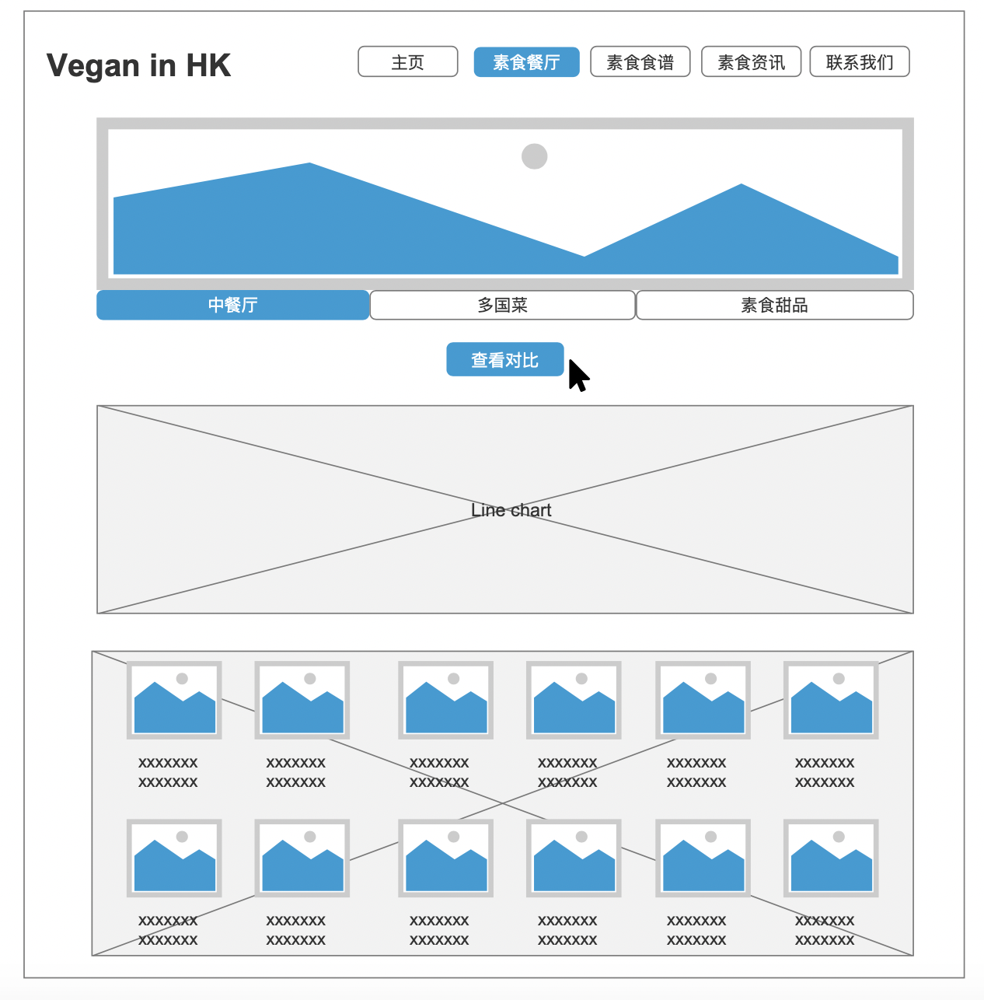 Vegan in HK
主页
素食餐厅
素食食谱
素食资讯
联系我们
中餐厅
多国菜
素食甜品
查看对比
Line chart
xxxxxxx xxxxxxx xxxxxxx xxxxxxx xxxxxxx xxxxxxx
xxxxxxx xxxxxxx xxxxxxx xxxxxxx xxxxxxx xxxxxxx
xxxxxxx xxxxxxx xxxxxxx xxxxxxx xxxxxxx xxxxxxx
xxxxxxx xxxxxxx xxxxxxx xxxxxxx xxxxxxx xxxxxxx